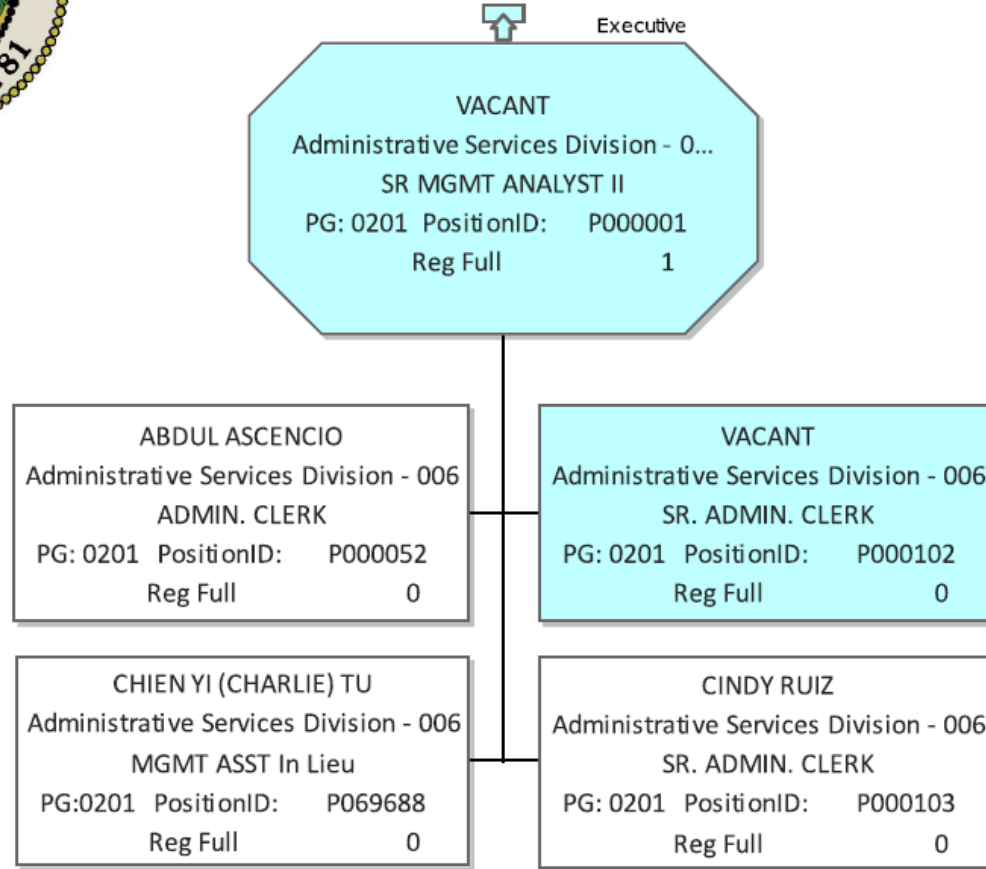 81
Executive
VACANT
Administrative Services Division - 0...
SR MGMT ANALYST II
PG: 0201 PositionID: P000001
Reg Full 1
ABDUL ASCENCIO
Administrative Services Division - 006
ADMIN. CLERK
PG: 0201 PositionID: P000052
Reg Full 0
VACANT
Administrative Services Division - 006
SR. ADMIN. CLERK
PG: 0201 PositionID: P000102
Reg Full 0
CHIEN YI (CHARLIE) TU
Administrative Services Division - 006
MGMT ASST In Lieu
PG:0201 PositionID: P069688
Reg Full 0
CINDY RUIZ
Administrative Services Division - 006
SR. ADMIN. CLERK
PG: 0201 PositionID: P000103
Reg Full 0